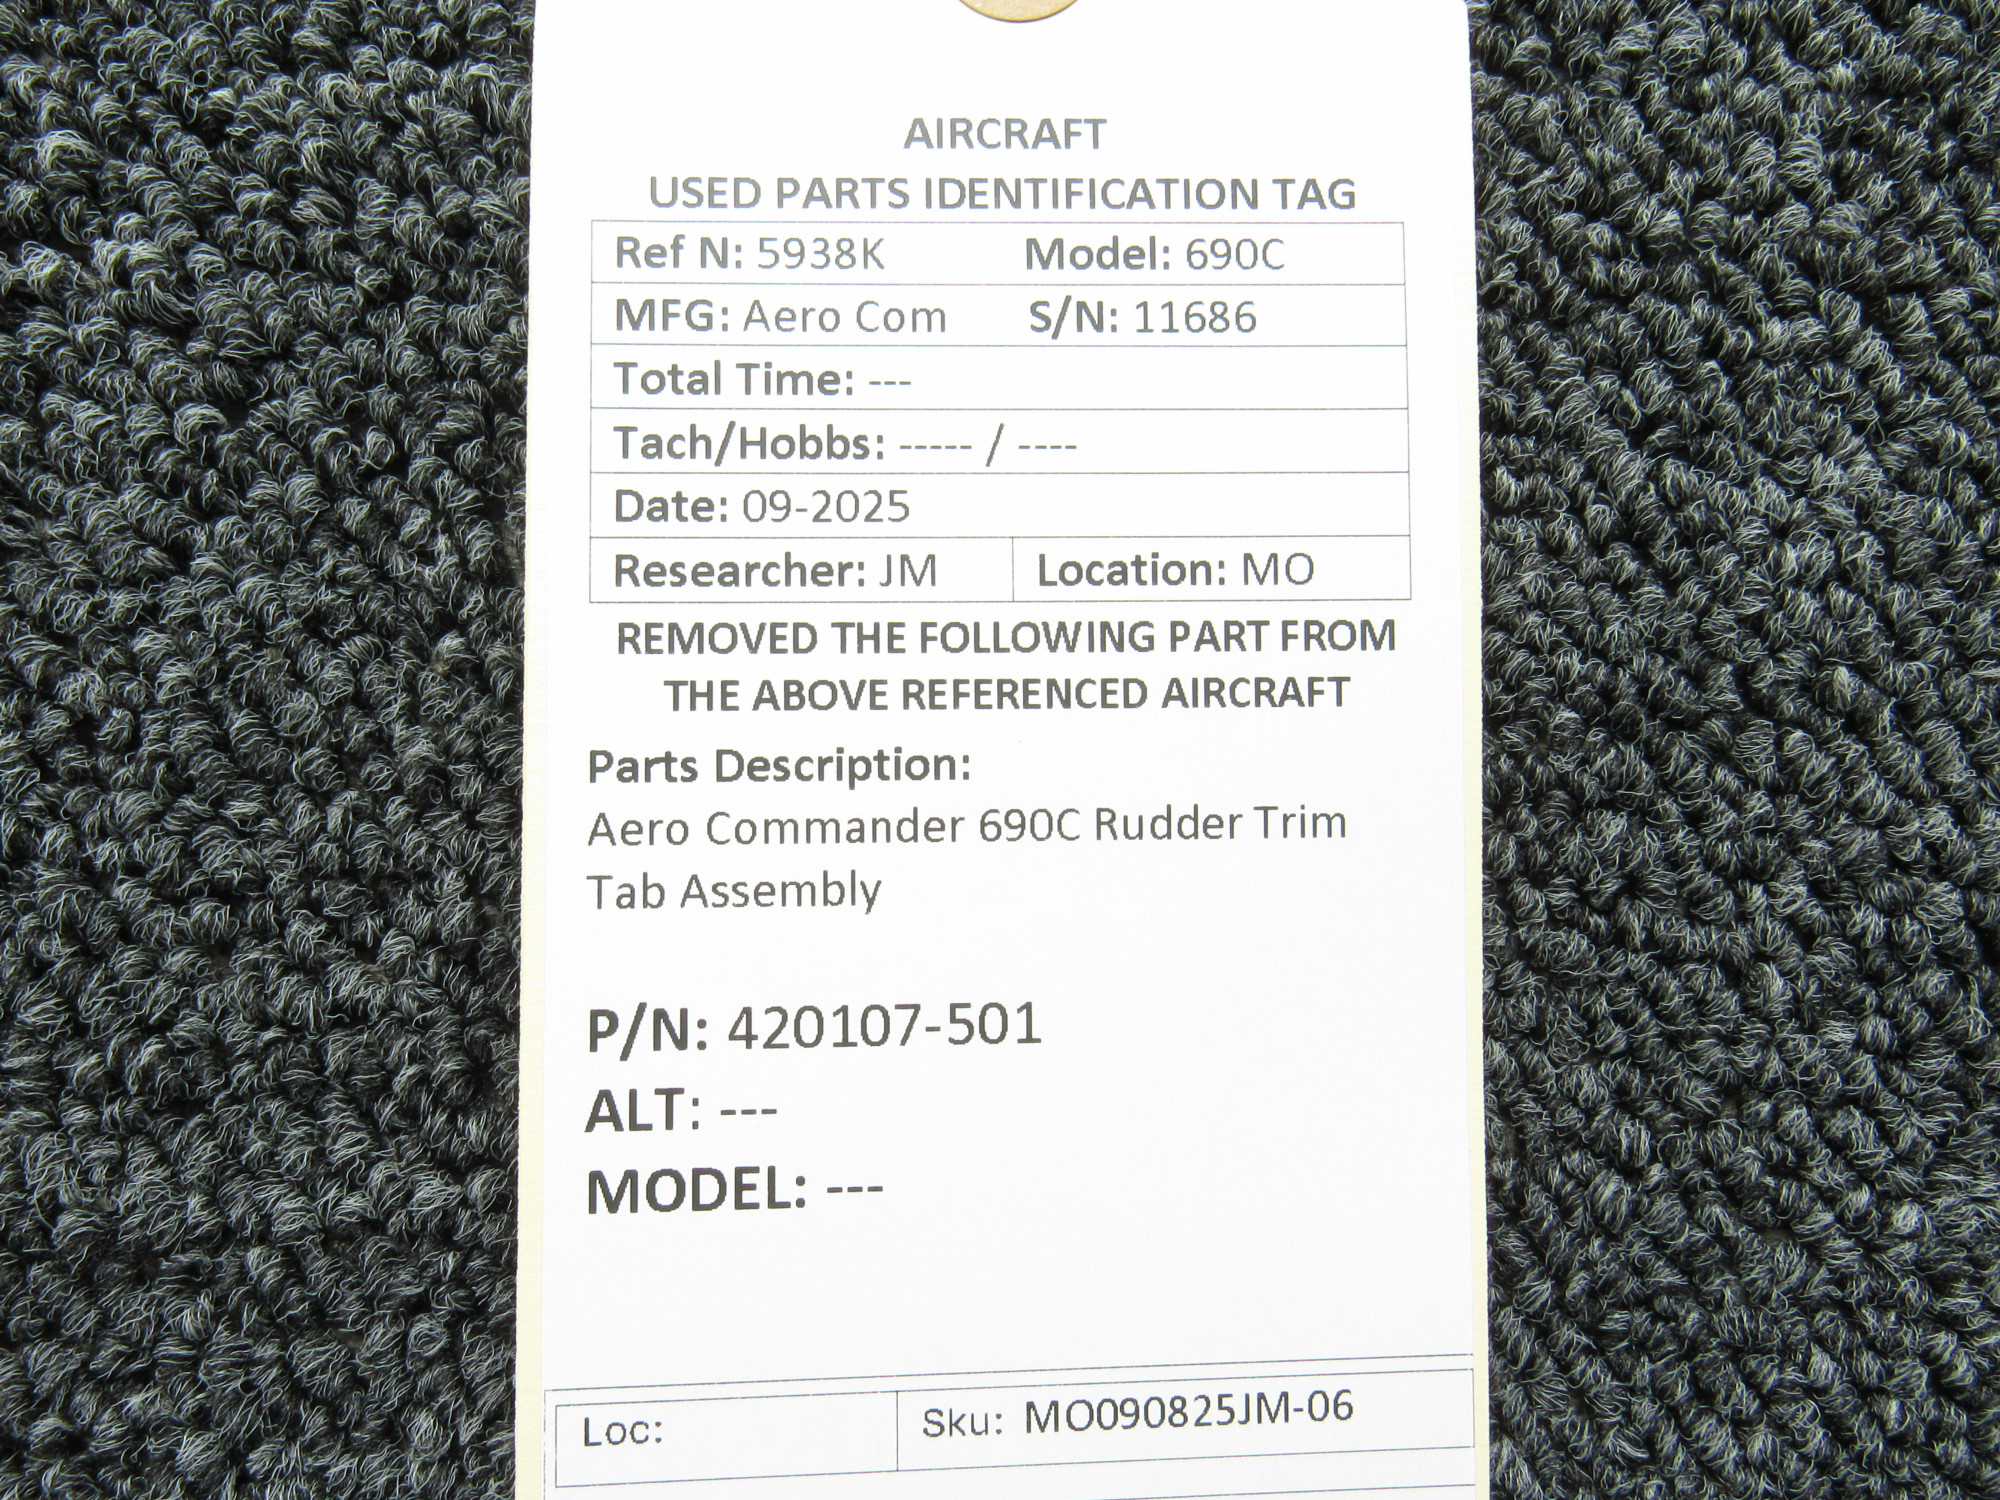 AIRCRAFT
USED PARTS IDENTIFICATION TAG
Ref N: 5938K Model: 690C
MFG: Aero Com S/N: 11686
Total Time: ---
Tach/Hobbs: ----- / ----
Date: 09-2025
Researcher: JM Location: MO
REMOVED THE FOLLOWING PART FROM
THE ABOVE REFERENCED AIRCRAFT
Parts Description:
Aero Commander 690C Rudder Trim
Tab Assembly
P/N: 420107-501
ALT: ---
MODEL: ---
Loc: Sku: MO090825JM-06